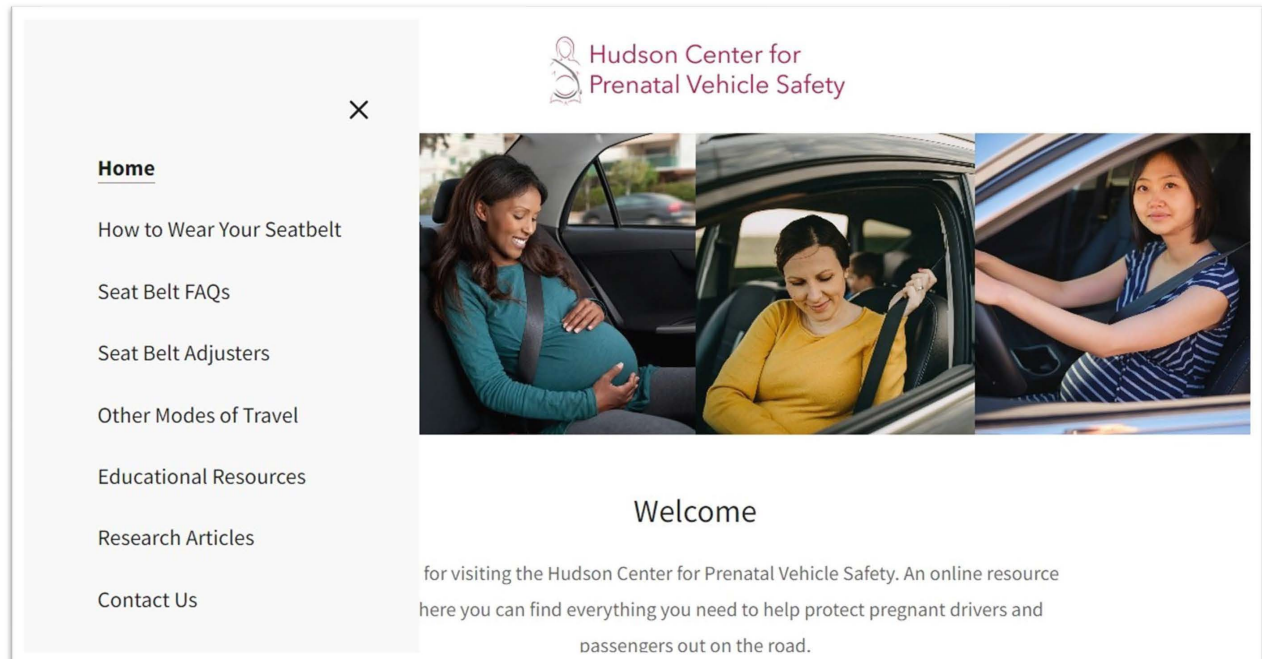 Hudson Center for
Prenatal Vehicle Safety
Home
How to Wear Your Seatbelt
Seat Belt FAQs
Seat Belt Adjusters
Other Modes of Travel
Educational Resources
Research Articles
Contact Us
Welcome
for visiting the Hudson Center for Prenatal Vehicle Safety. An online resource
here you can find everything you need to help protect pregnant drivers and
passengers out on the road.